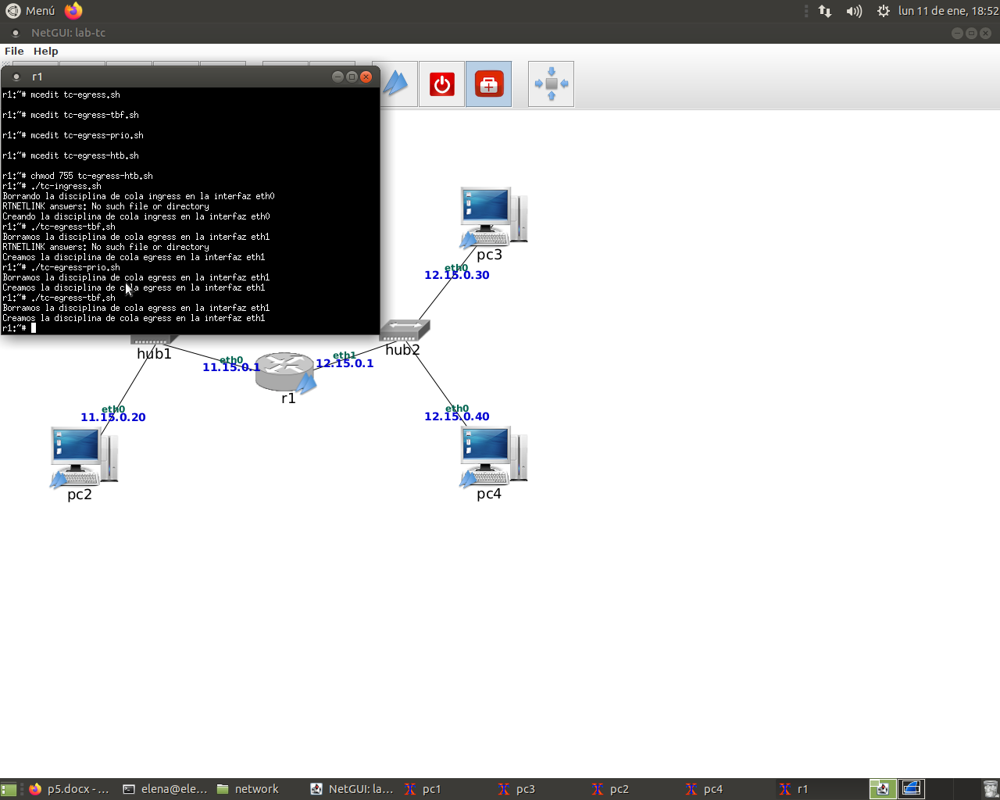 Menú
lun 11 de ene, 18:52
NetGUI: lab-tc
File Help
r1
r1:~# mcedit tc-egress.sh
r1:~# mcedit tc-egress-tbf.sh
r1:~# mcedit tc-egress-prio.sh
r1:~# mcedit tc-egress-htb.sh
r1:~# chmod 755 tc-egress-htb.sh
r1:~# ./tc-ingress.sh
Borrando la disciplina de cola ingress en la interfaz eth0
RTNETLINK answers: No such file or directory
Creando la disciplina de cola ingress en la interfaz eth0
r1:~# ./tc-egress-tbf.sh
Borramos la disciplina de cola egress en la interfaz eth1
RTNETLINK answers: No such file or directory
Creamos la disciplina de cola egress en la interfaz eth1
r1:~# ./tc-egress-prio.sh
Borramos la disciplina de cola egress en la interfaz eth1
Creamos la disciplina de cola egress en la interfaz eth1
r1:~# ./tc-egress-tbf.sh
Borramos la disciplina de cola egress en la interfaz eth1
Creamos la disciplina de cola egress en la interfaz eth1
r1:~#
pc3
eth0
12.15.0.30
hub1
hub2
eth0
11.15.0.1
eth1
12.15.0.1
r1
eth0
11.15.0.20
eth0
12.15.0.40
pc2
pc4
p5.docx - ...
elena@ele...
network
NetGUI: la...
pc1
pc3
pc2
pc4
r1